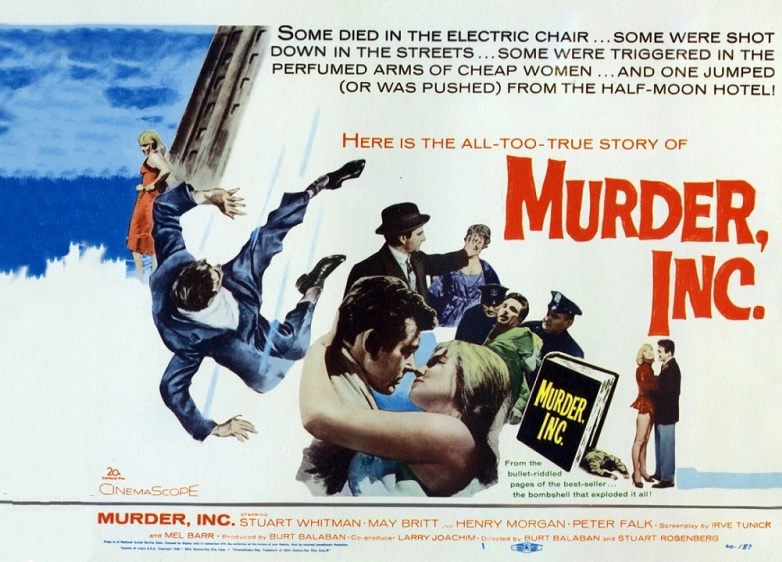 SOME DIED IN THE ELECTRIC CHAIR...SOME WERE SHOT
DOWN IN THE STREETS...SOME WERE TRIGGERED IN THE
PERFUMED ARMS OF CHEAP WOMEN...AND ONE JUMPED
(OR WAS PUSHED) FROM THE HALF-MOON HOTEL!
HERE IS THE ALL-TOO-TRUE STORY OF
MURDER,
INC.
MURDER,
INC.
From the
bullet-riddled
pages of the best-seller...
the bombshell that exploded it all!
20th
CINEMASCOPE
MURDER, INC. STARRING STUART WHITMAN · MAY BRITT · HENRY MORGAN · PETER FALK · Screenplay by IRVE TUNICK
and MEL BARR · Produced by BURT BALABAN · Co-producer LARRY JOACHIM · Directed by BURT BALABAN and STUART ROSENBERG
1
60-187